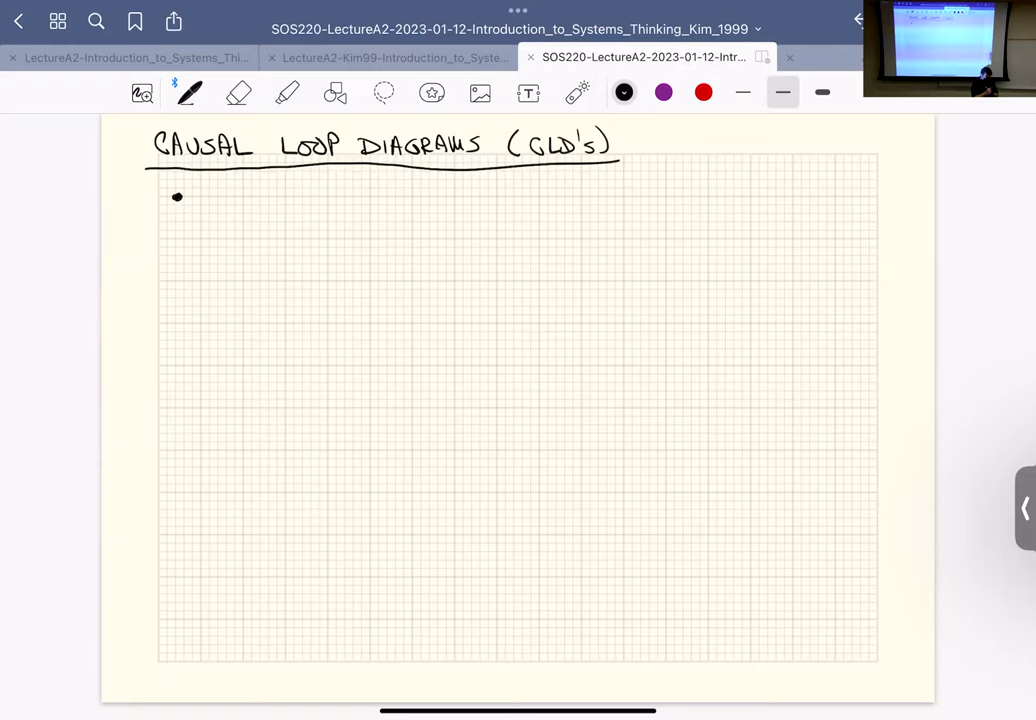 SOS220-LectureA2-2023-01-12-Introduction_to_Systems_Thinking_Kim_1999
LectureA2-Introduction_to_Systems_Thi...
LectureA2-Kim99-Introduction_to_Syste...
SOS220-LectureA2-2023-01-12-Intr...
T
CAUSAL LOOP DIAGRAMS (CLD's)
•